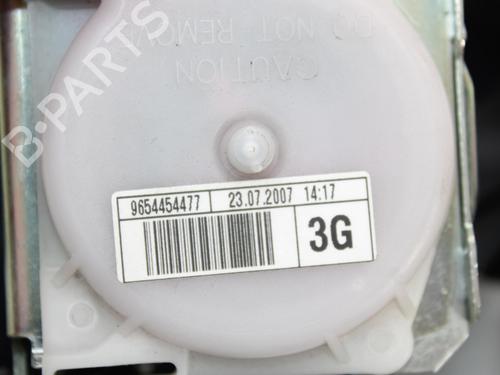 B-PARTS
DO NOT REMOVE
CAUTION
9654454477 23.07.2007 14:17
3G